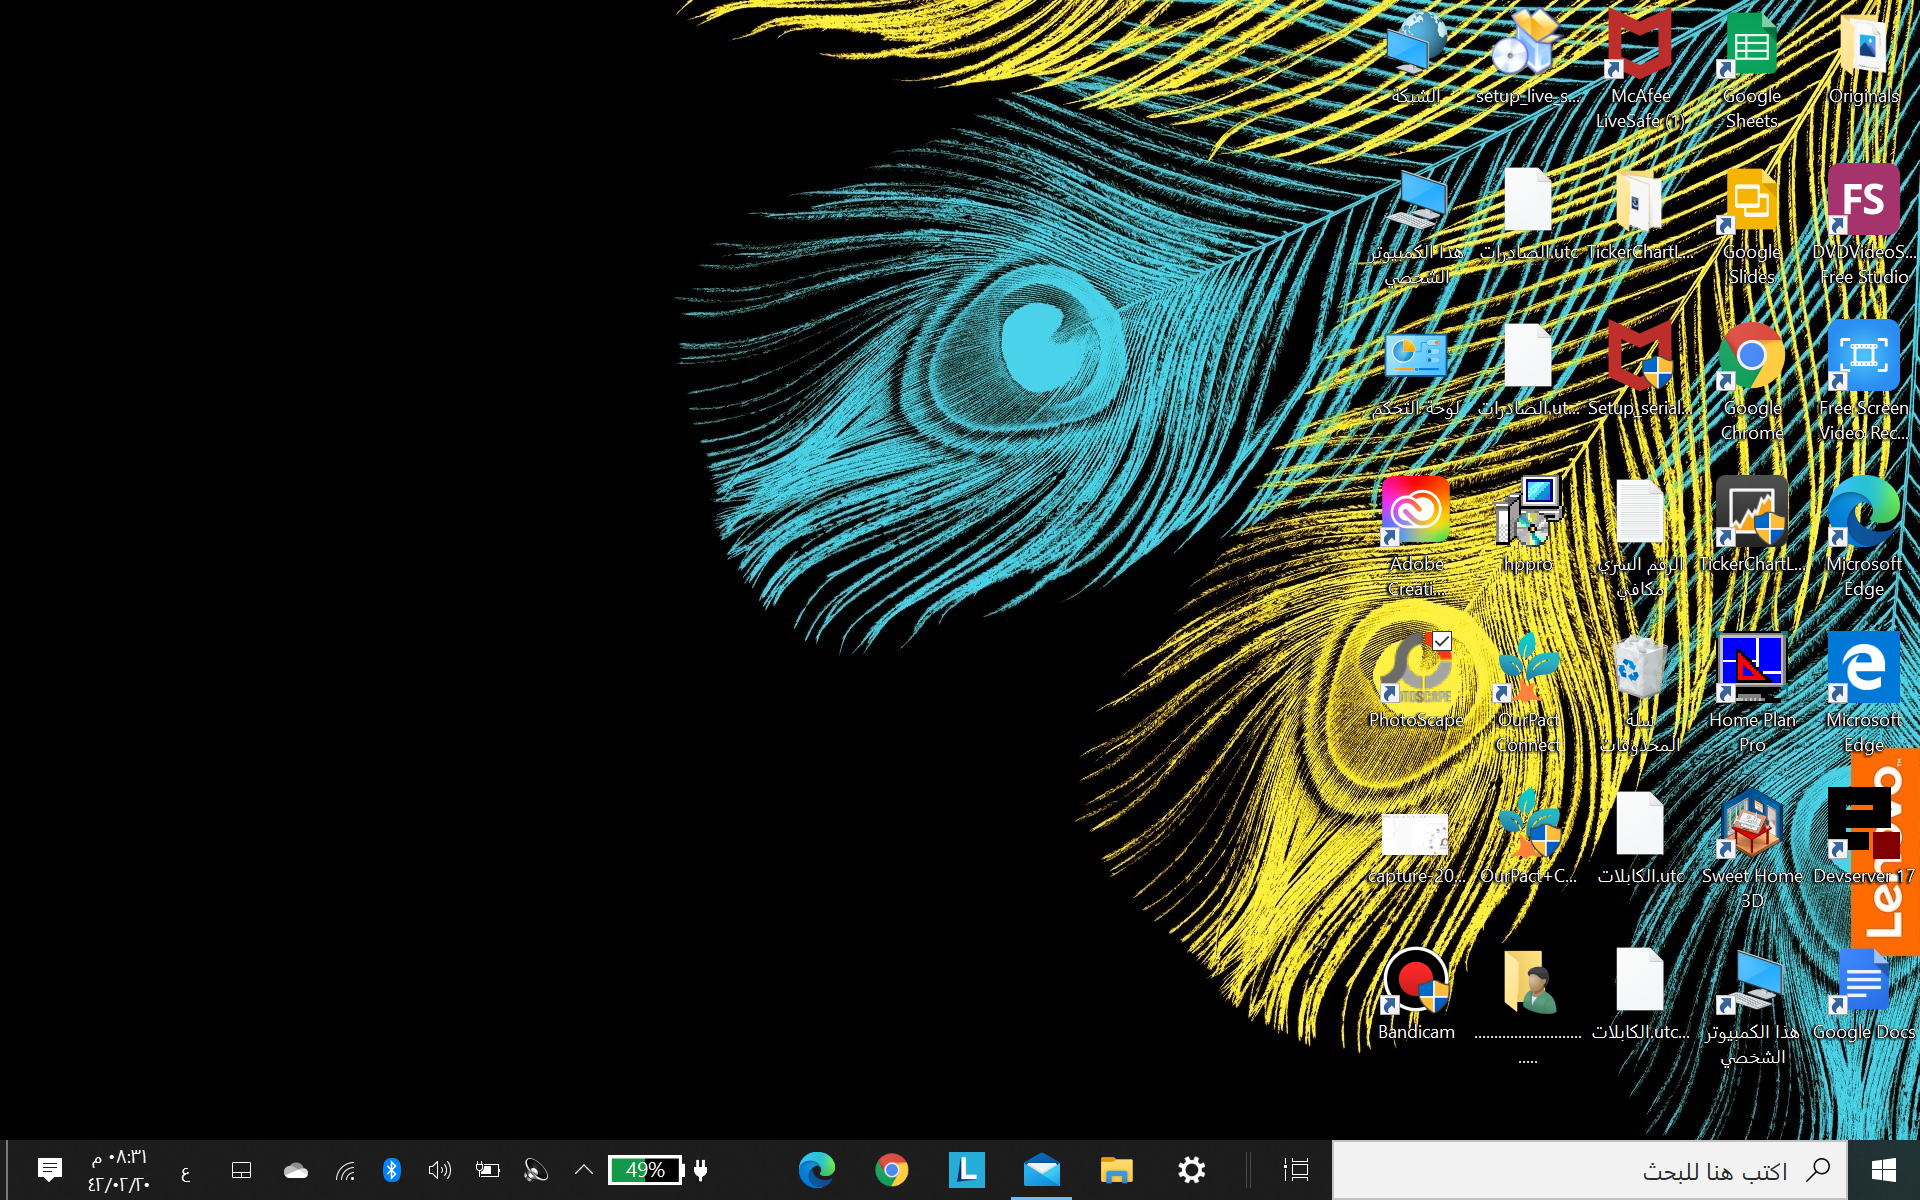 Originals
Google
Sheets
McAfee
LiveSafe (1)
setup_live_s...
الشبكة
FS
DVDVideoS...
Free Studio
Google
Slides
TickerChartL...
الصادرات.utc
هذا الكمبيوتر
الشخصي
Free Screen
Video Rec...
Google
Chrome
Setup_serial...
الصادرات.ut...
لوحة التحكم
Microsoft
Edge
TickerChartL...
الرقم السري
مكافي
hppro
Adobe
Creati...
Microsoft
Edge
Home Plan
Pro
سلة
المحذوفات
OurPact
Connect
PhotoScape
Lenovo
Devserver 17
Sweet Home
3D
الكابلات.utc
OurPact+C...
capture-20...
Google Docs
هذا الكمبيوتر
الشخصي
الكابلات.utc...
Bandicam
اكتب هنا للبحث
L
49%
ع
٠٨:٣١ م
٤٢/٠٢/٢٠